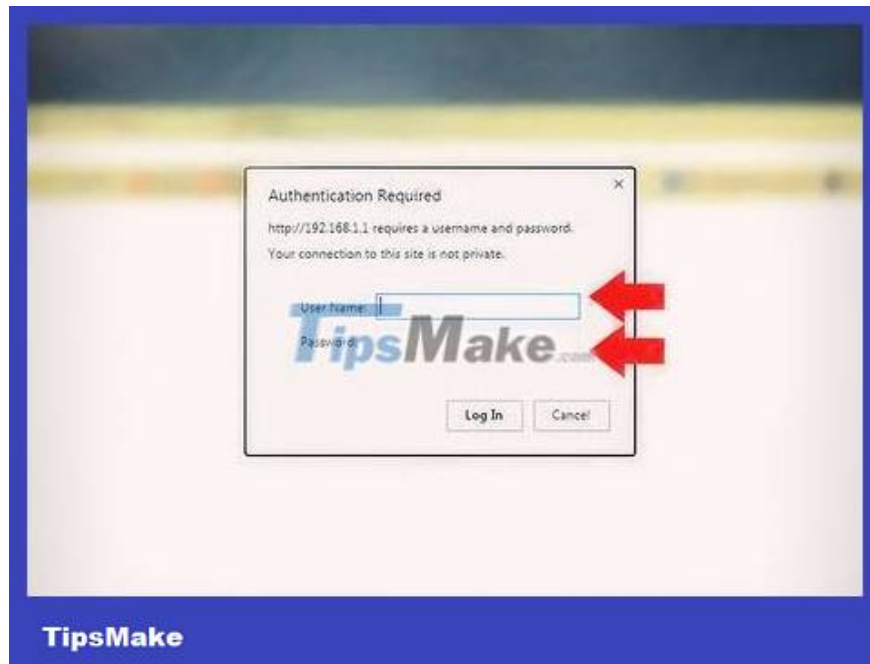 Authentication Required
×
http://192.168.1.1 requires a username and password.
Your connection to this site is not private.
User Name:
Password:
TipsMake.com
Log In
Cancel
TipsMake